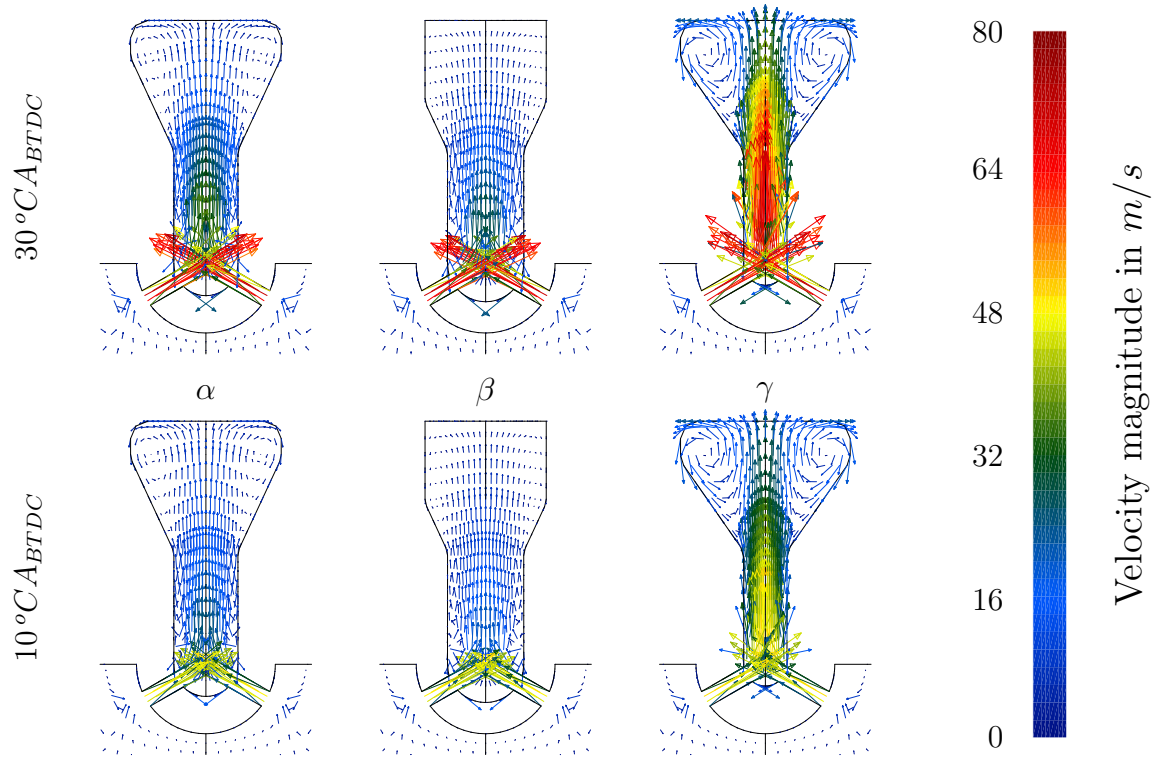 30 °CA_BTDC
α
β
γ
10 °CA_BTDC
80
64
48
32
16
0
Velocity magnitude in m/s